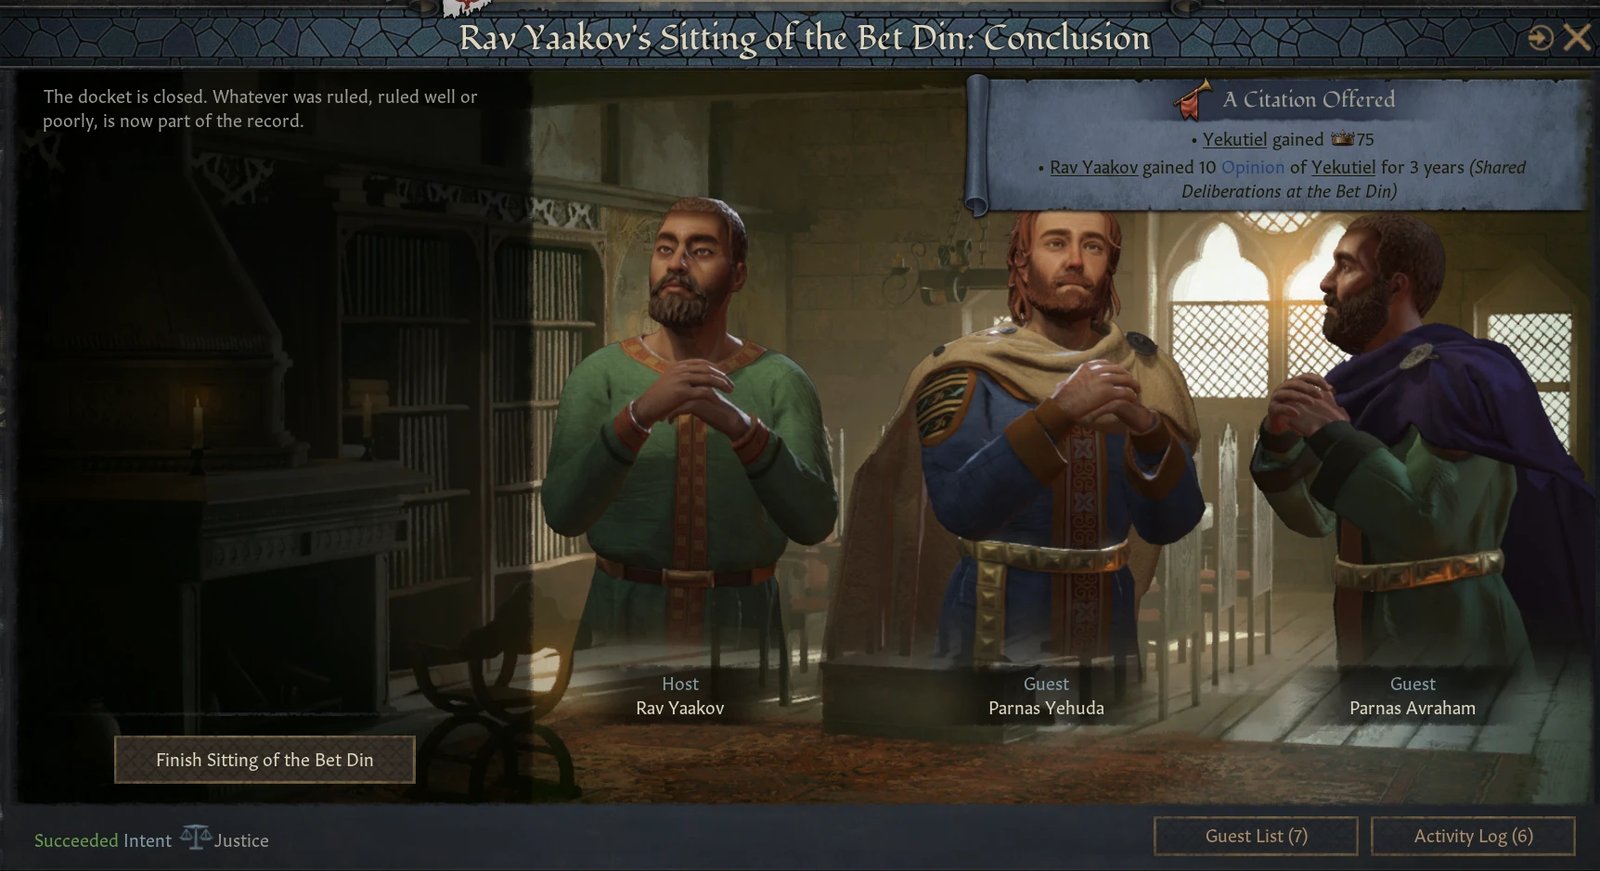 Rav Yaakov's Sitting of the Bet Din: Conclusion
The docket is closed. Whatever was ruled, ruled well or
poorly, is now part of the record.
A Citation Offered
• Yekutiel gained 75
• Rav Yaakov gained 10 Opinion of Yekutiel for 3 years (Shared
Deliberations at the Bet Din)
Host
Rav Yaakov
Guest
Parnas Yehuda
Guest
Parnas Avraham
Finish Sitting of the Bet Din
Succeeded Intent Justice
Guest List (7)
Activity Log (6)